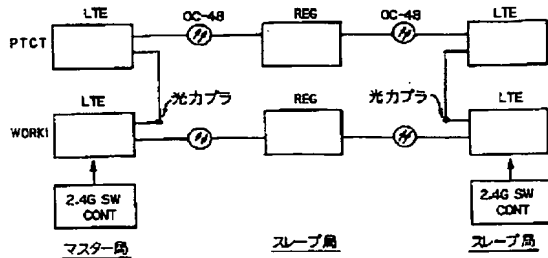 LTE
OC-48
OC-48
LTE
PTCT
REG
LTE
光カプラ
REG
光カプラ
LTE
WORK1
2.4G SW
CONT
2.4G SW
CONT
マスター局
スレーブ局
スレーブ局